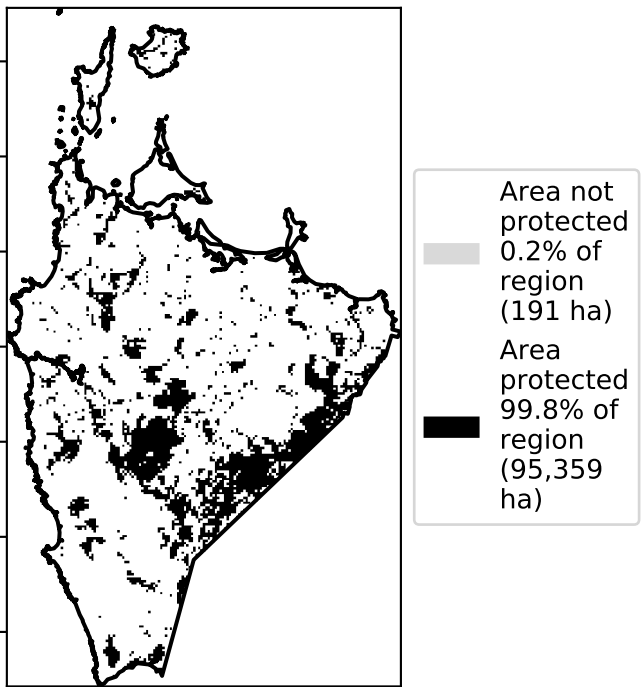 Area not
protected
0.2% of
region
(191 ha)
Area
protected
99.8% of
region
(95,359
ha)